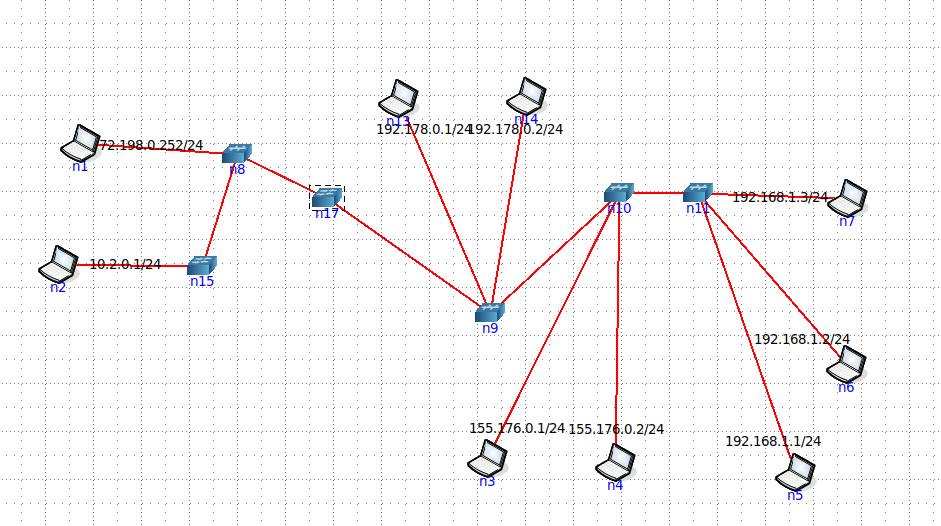 n13
n14
192.178.0.1/24
192.178.0.2/24
72.198.0.252/24
n1
n8
n17
n10
n11
192.168.1.3/24
n7
10.2.0.1/24
n2
n15
n9
192.168.1.2/24
n6
155.176.0.1/24
155.176.0.2/24
192.168.1.1/24
n3
n4
n5